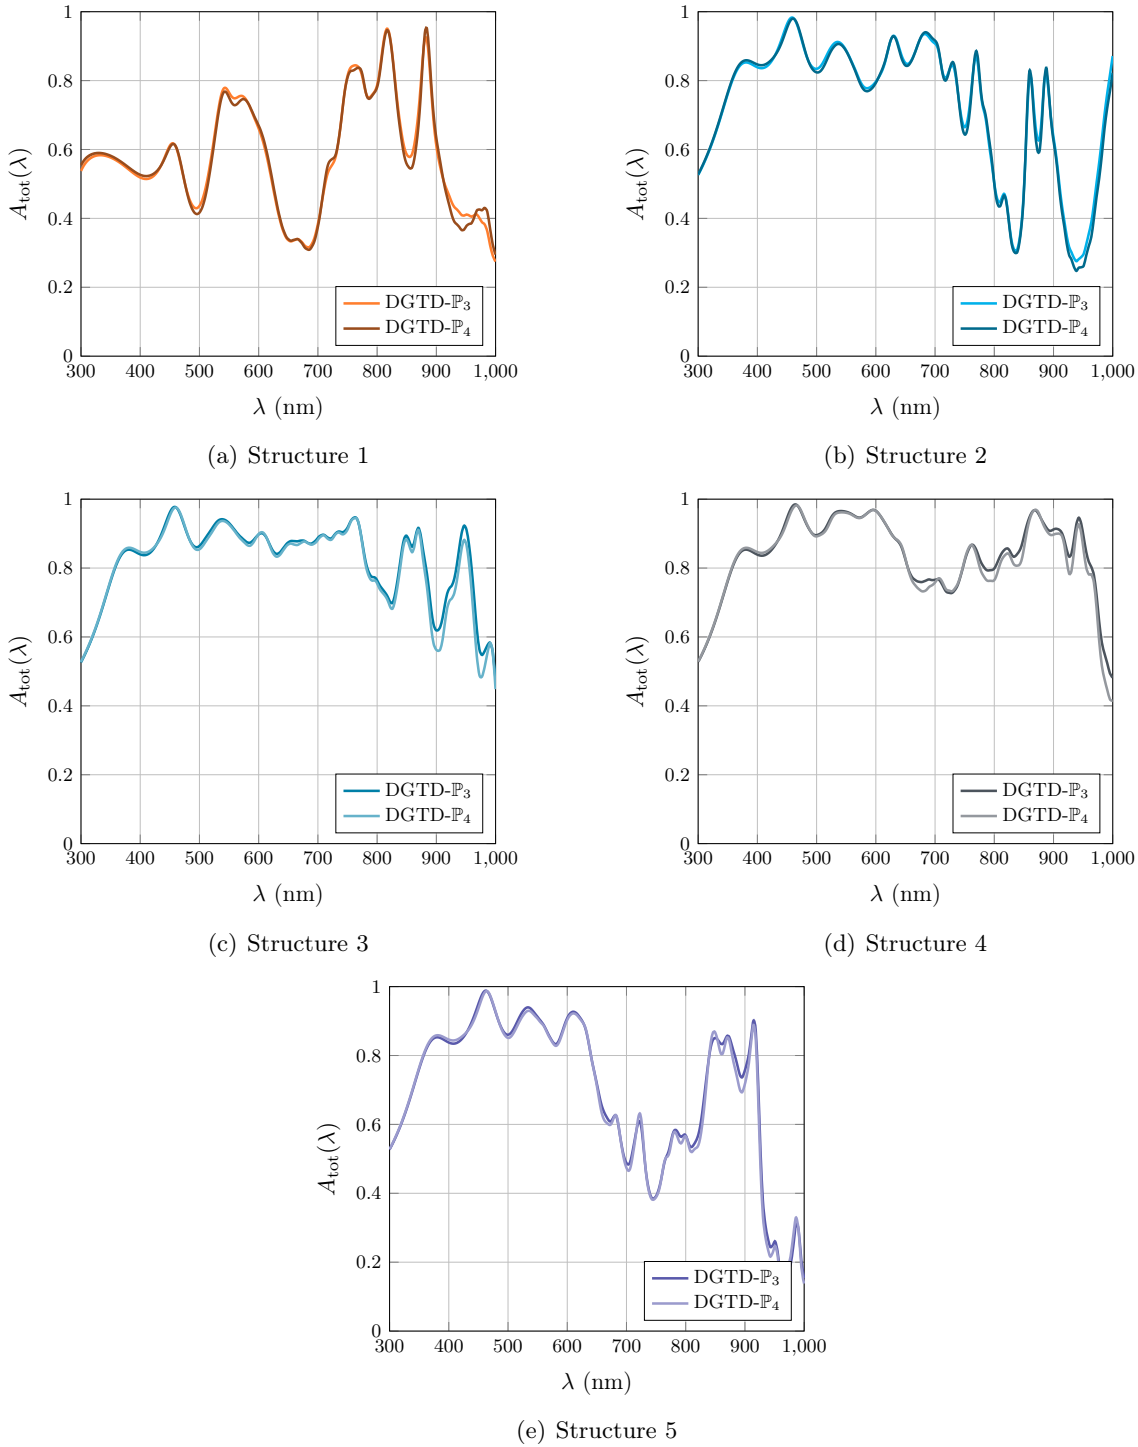 1
0.8
0.6
0.4
0.2
0
300 400 500 600 700 800 900 1,000
A_tot(λ)
λ (nm)
DGTD-ℙ₃
DGTD-ℙ₄
(a) Structure 1
1
0.8
0.6
0.4
0.2
0
300 400 500 600 700 800 900 1,000
A_tot(λ)
λ (nm)
DGTD-ℙ₃
DGTD-ℙ₄
(b) Structure 2
1
0.8
0.6
0.4
0.2
0
300 400 500 600 700 800 900 1,000
A_tot(λ)
λ (nm)
DGTD-ℙ₃
DGTD-ℙ₄
(c) Structure 3
1
0.8
0.6
0.4
0.2
0
300 400 500 600 700 800 900 1,000
A_tot(λ)
λ (nm)
DGTD-ℙ₃
DGTD-ℙ₄
(d) Structure 4
1
0.8
0.6
0.4
0.2
0
300 400 500 600 700 800 900 1,000
A_tot(λ)
λ (nm)
DGTD-ℙ₃
DGTD-ℙ₄
(e) Structure 5